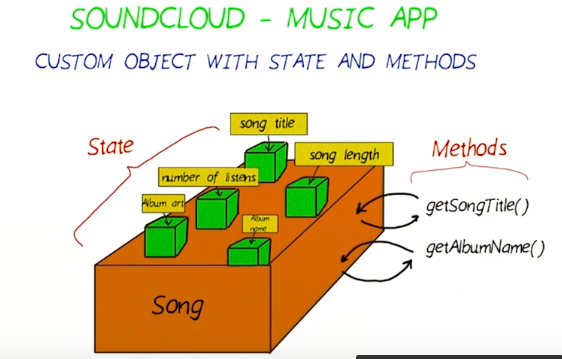 SOUNDCLOUD - MUSIC APP
CUSTOM OBJECT WITH STATE AND METHODS
State
song title
song length
Methods
number of listens
Album art
Album
name
getSongTitle()
getAlbumName()
Song